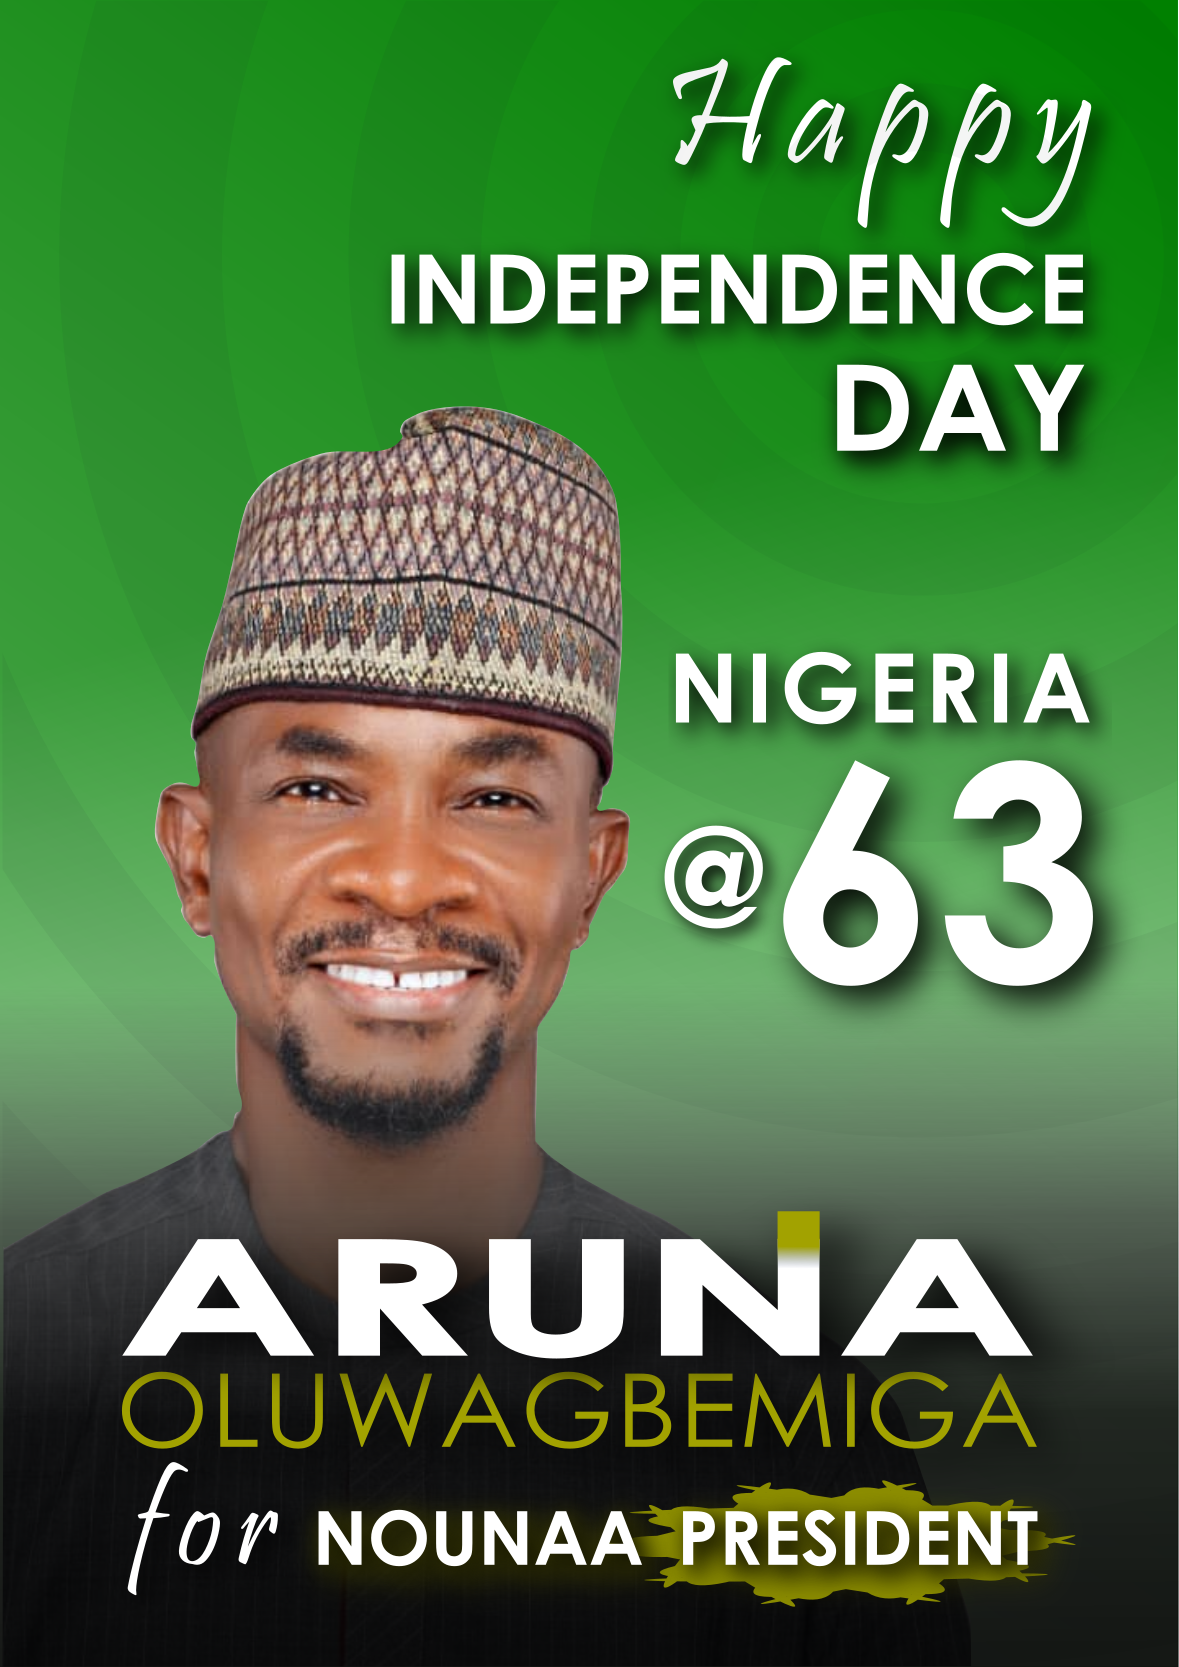 Happy
INDEPENDENCE
DAY
NIGERIA
@63
ARUNA
OLUWAGBEMIGA
for NOUNAA PRESIDENT